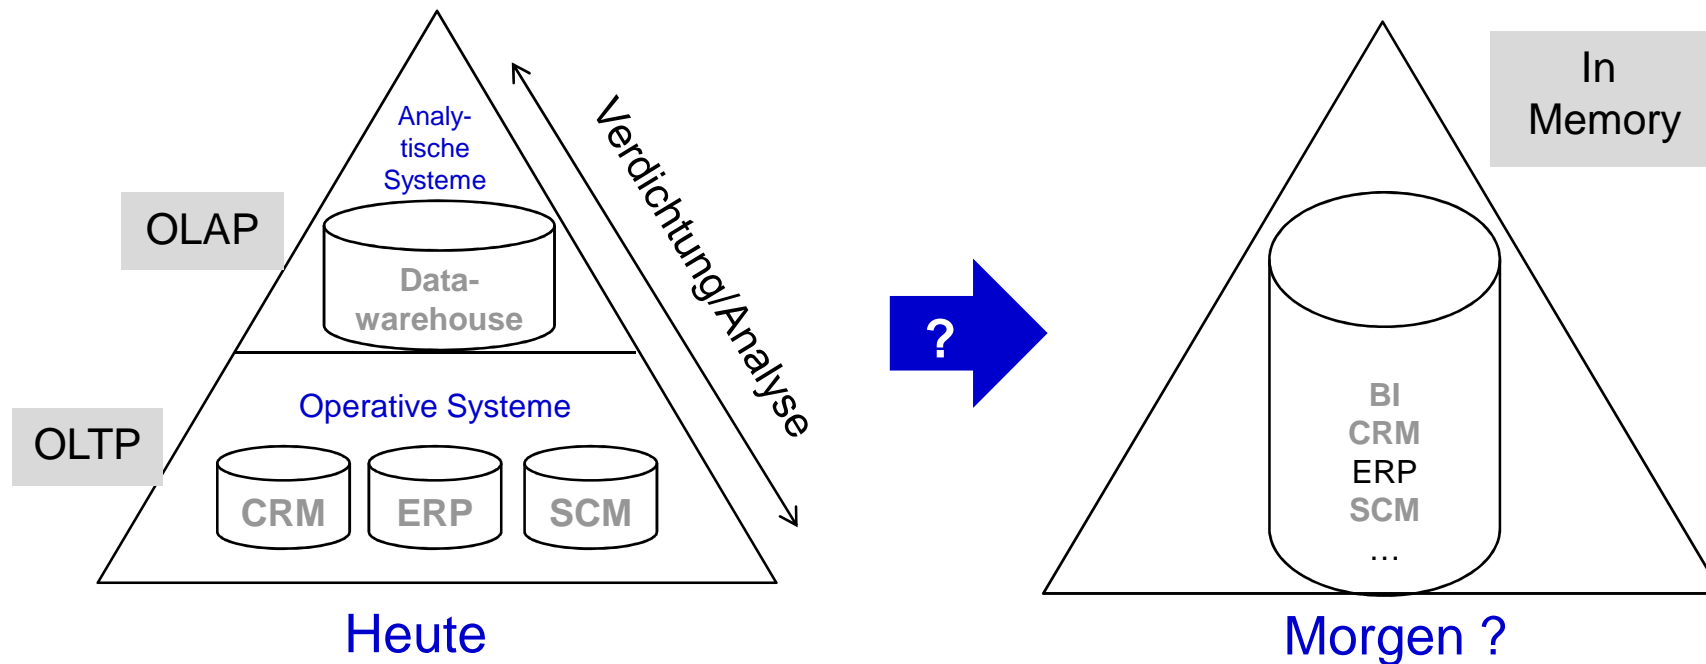 Analy-
tische
Systeme
OLAP
Data-
warehouse
Verdichtung/Analyse
Operative Systeme
OLTP
CRM
ERP
SCM
Heute
?
In
Memory
BI
CRM
ERP
SCM
...
Morgen ?